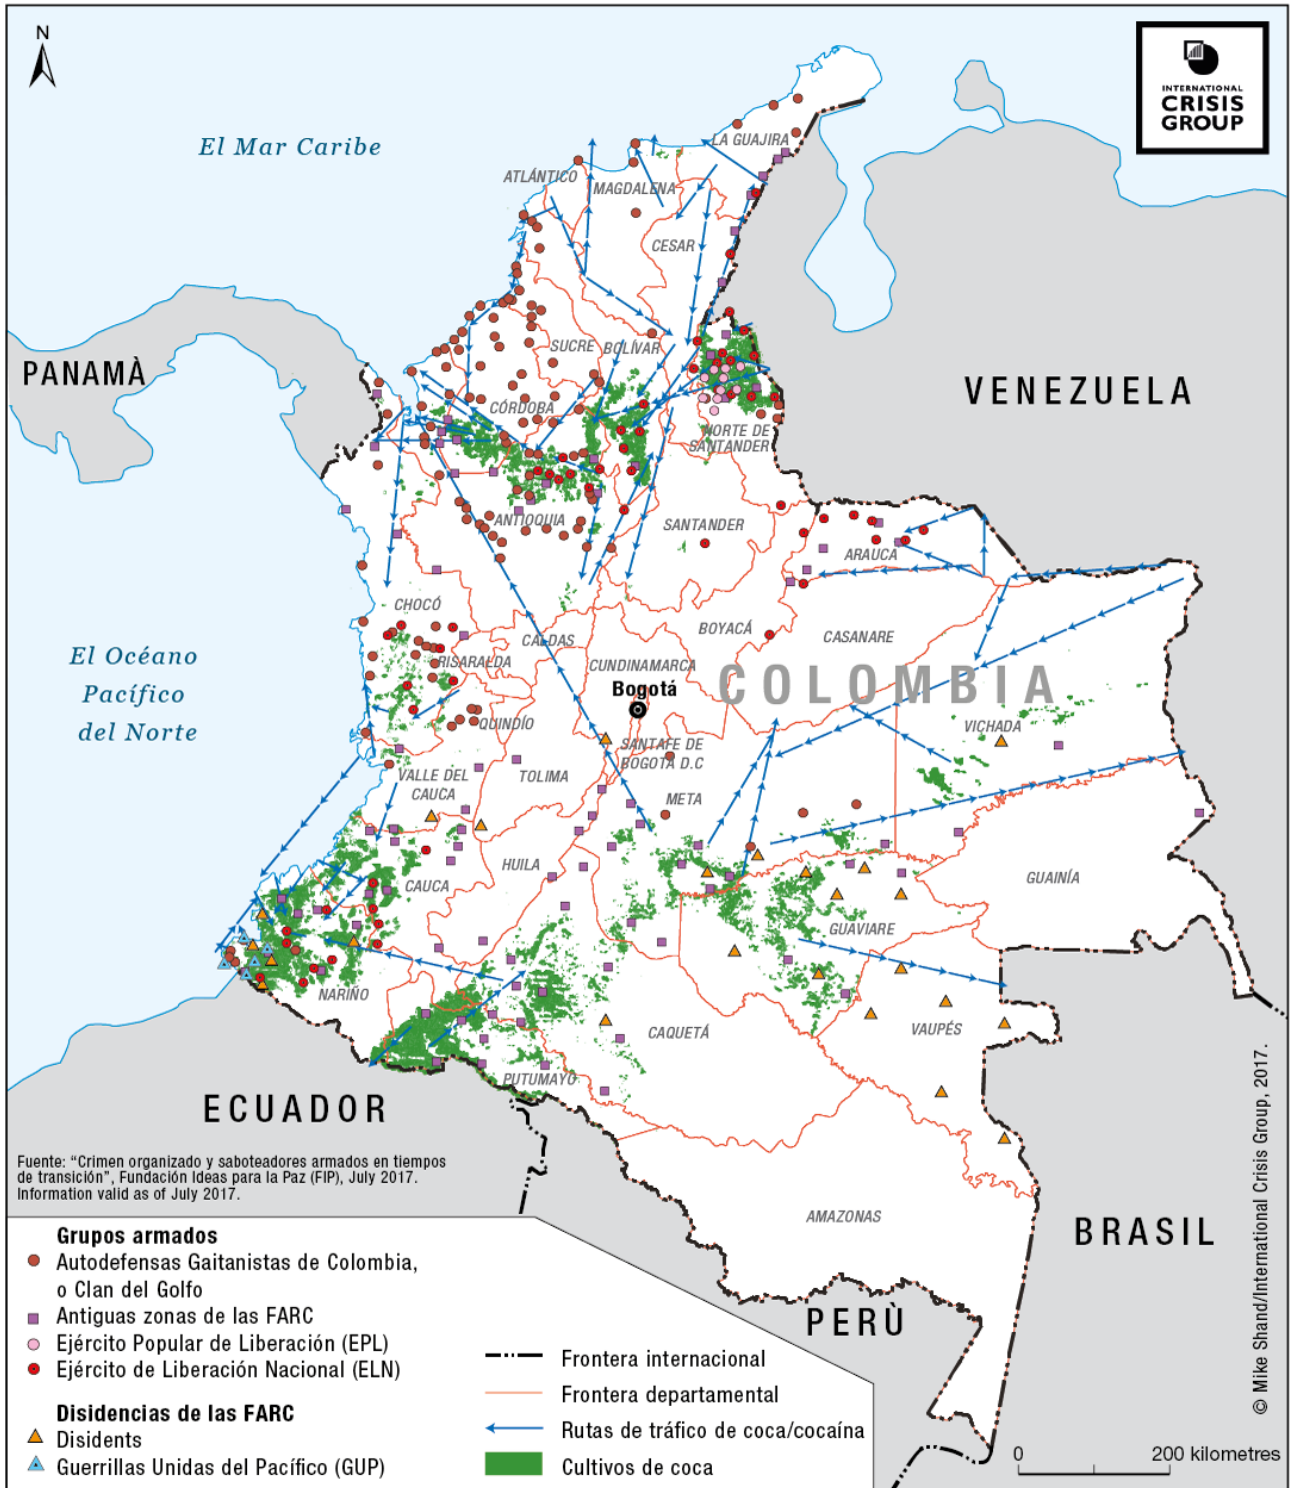 N
INTERNATIONAL
CRISIS
GROUP
El Mar Caribe
LA GUAJIRA
ATLÁNTICO
MAGDALENA
CESAR
PANAMÀ
SUCRE
BOLÍVAR
VENEZUELA
CÓRDOBA
NORTE DE
SANTANDER
ANTIOQUIA
SANTANDER
ARAUCA
CHOCÓ
CALDAS
BOYACÁ
CASANARE
El Océano
Pacífico
del Norte
RISARALDA
CUNDINAMARCA
Bogotá
COLOMBIA
QUINDÍO
SANTAFE DE
BOGOTA D.C
VICHADA
VALLE DEL
CAUCA
TOLIMA
META
HUILA
CAUCA
GUAINÍA
GUAVIARE
NARIÑO
CAQUETÁ
VAUPÉS
PUTUMAYO
ECUADOR
AMAZONAS
BRASIL
PERÙ
Fuente: “Crimen organizado y saboteadores armados en tiempos
de transición”, Fundación Ideas para la Paz (FIP), July 2017.
Information valid as of July 2017.
Grupos armados
Autodefensas Gaitanistas de Colombia,
o Clan del Golfo
Antiguas zonas de las FARC
Ejército Popular de Liberación (EPL)
Ejército de Liberación Nacional (ELN)
Disidencias de las FARC
Disidents
Guerrillas Unidas del Pacífico (GUP)
Frontera internacional
Frontera departamental
Rutas de tráfico de coca/cocaína
Cultivos de coca
0 200 kilometres
© Mike Shand/International Crisis Group, 2017.